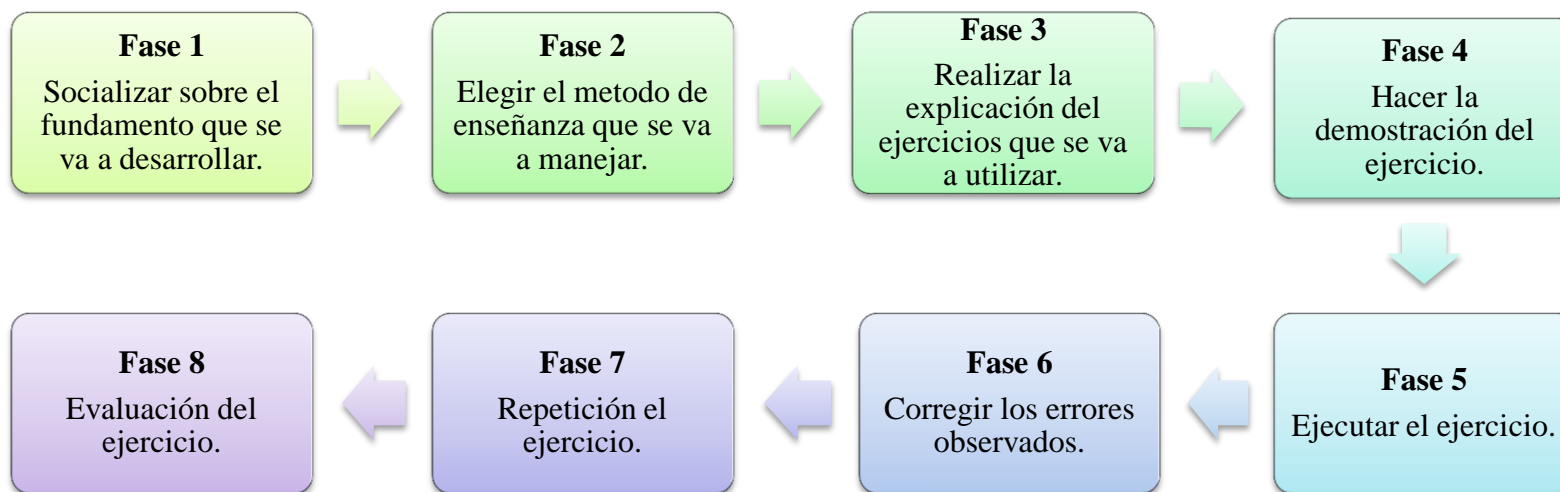 Fase 1
Socializar sobre el
fundamento que se
va a desarrollar.
Fase 2
Elegir el metodo de
enseñanza que se va
a manejar.
Fase 3
Realizar la
explicación del
ejercicios que se va
a utilizar.
Fase 4
Hacer la
demostración del
ejercicio.
Fase 5
Ejecutar el ejercicio.
Fase 6
Corregir los errores
observados.
Fase 7
Repetición el
ejercicio.
Fase 8
Evaluación del
ejercicio.